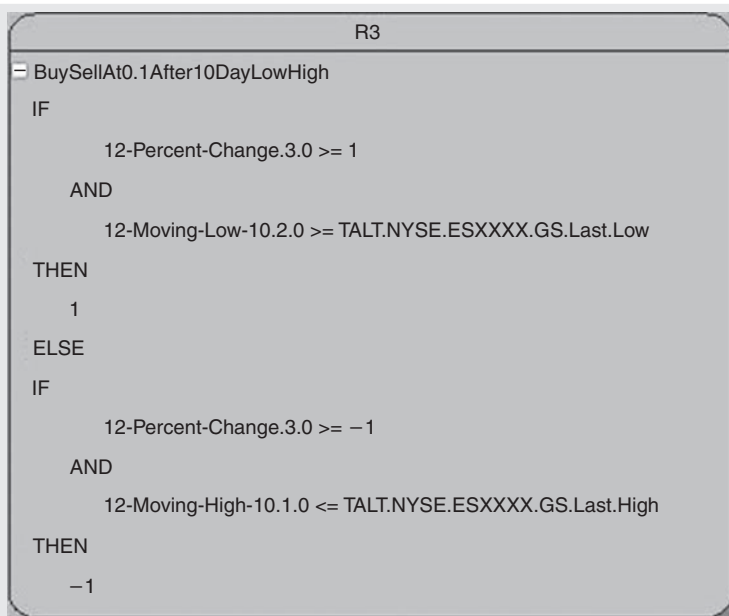 R3
BuySellAt0.1After10DayLowHigh
IF
12-Percent-Change.3.0 >= 1
AND
12-Moving-Low-10.2.0 >= TALT.NYSE.ESXXXX.GS.Last.Low
THEN
1
ELSE
IF
12-Percent-Change.3.0 >= −1
AND
12-Moving-High-10.1.0 <= TALT.NYSE.ESXXXX.GS.Last.High
THEN
−1